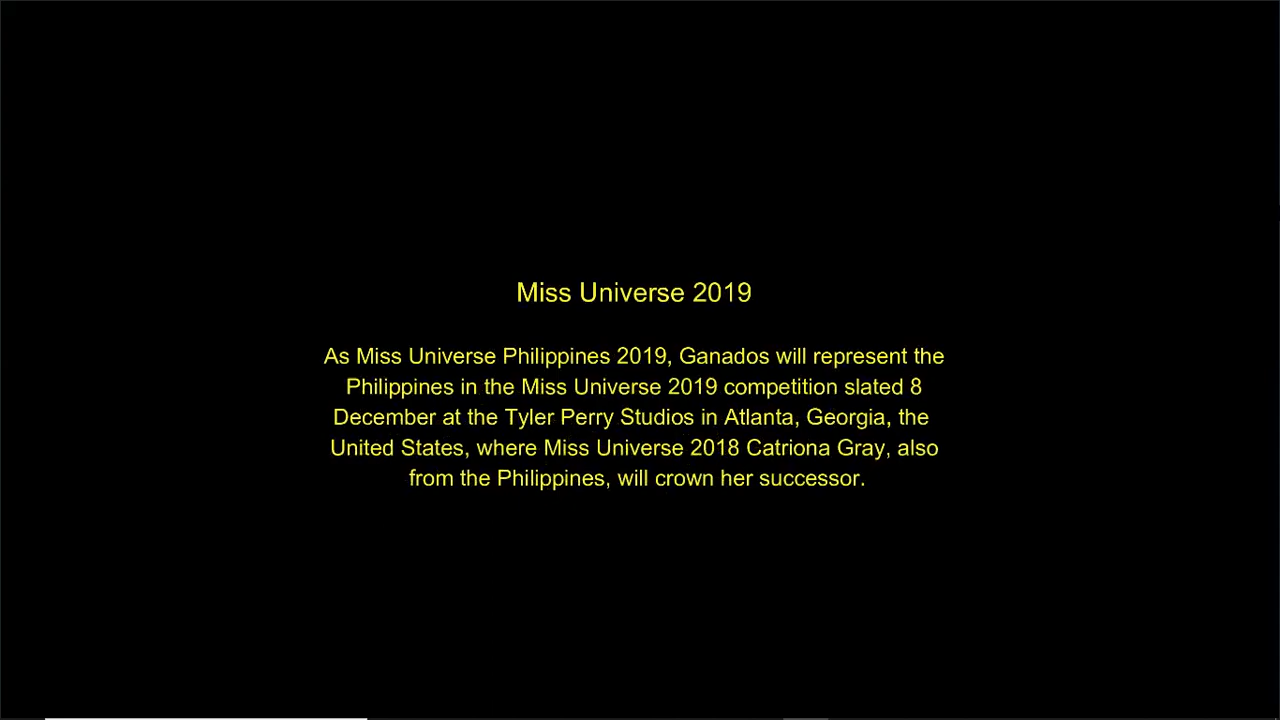 Miss Universe 2019
As Miss Universe Philippines 2019, Ganados will represent the
Philippines in the Miss Universe 2019 competition slated 8
December at the Tyler Perry Studios in Atlanta, Georgia, the
United States, where Miss Universe 2018 Catriona Gray, also
from the Philippines, will crown her successor.